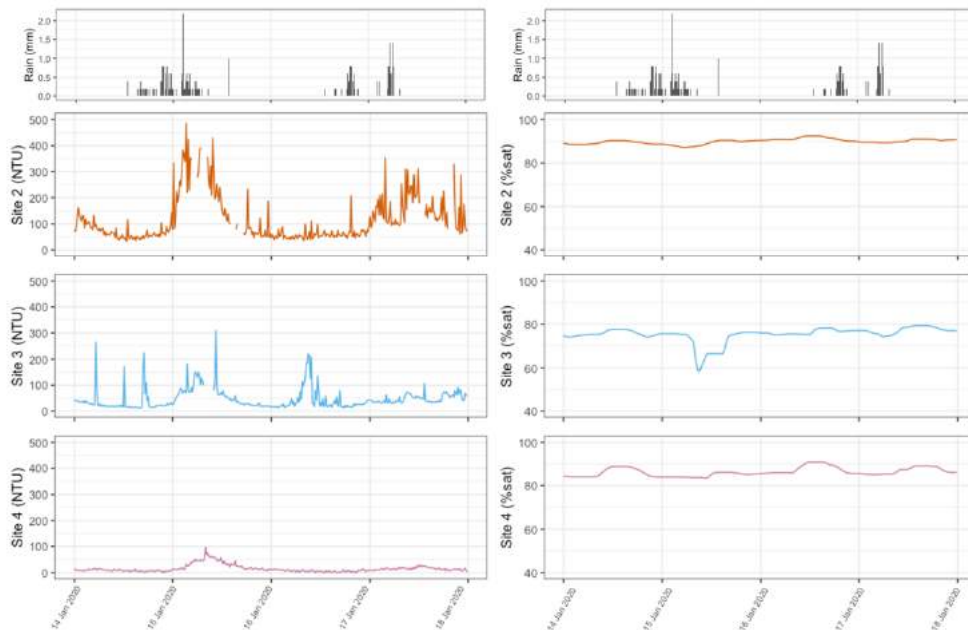 Rain (mm)
2.0
1.5
1.0
0.5
0.0
Rain (mm)
2.0
1.5
1.0
0.5
0.0
Site 2 (NTU)
500
400
300
200
100
0
Site 2 (%sat)
100
80
60
40
Site 3 (NTU)
500
400
300
200
100
0
Site 3 (%sat)
100
80
60
40
Site 4 (NTU)
500
400
300
200
100
0
Site 4 (%sat)
100
80
60
40
14 Jan 2020
15 Jan 2020
16 Jan 2020
17 Jan 2020
18 Jan 2020
14 Jan 2020
15 Jan 2020
16 Jan 2020
17 Jan 2020
18 Jan 2020